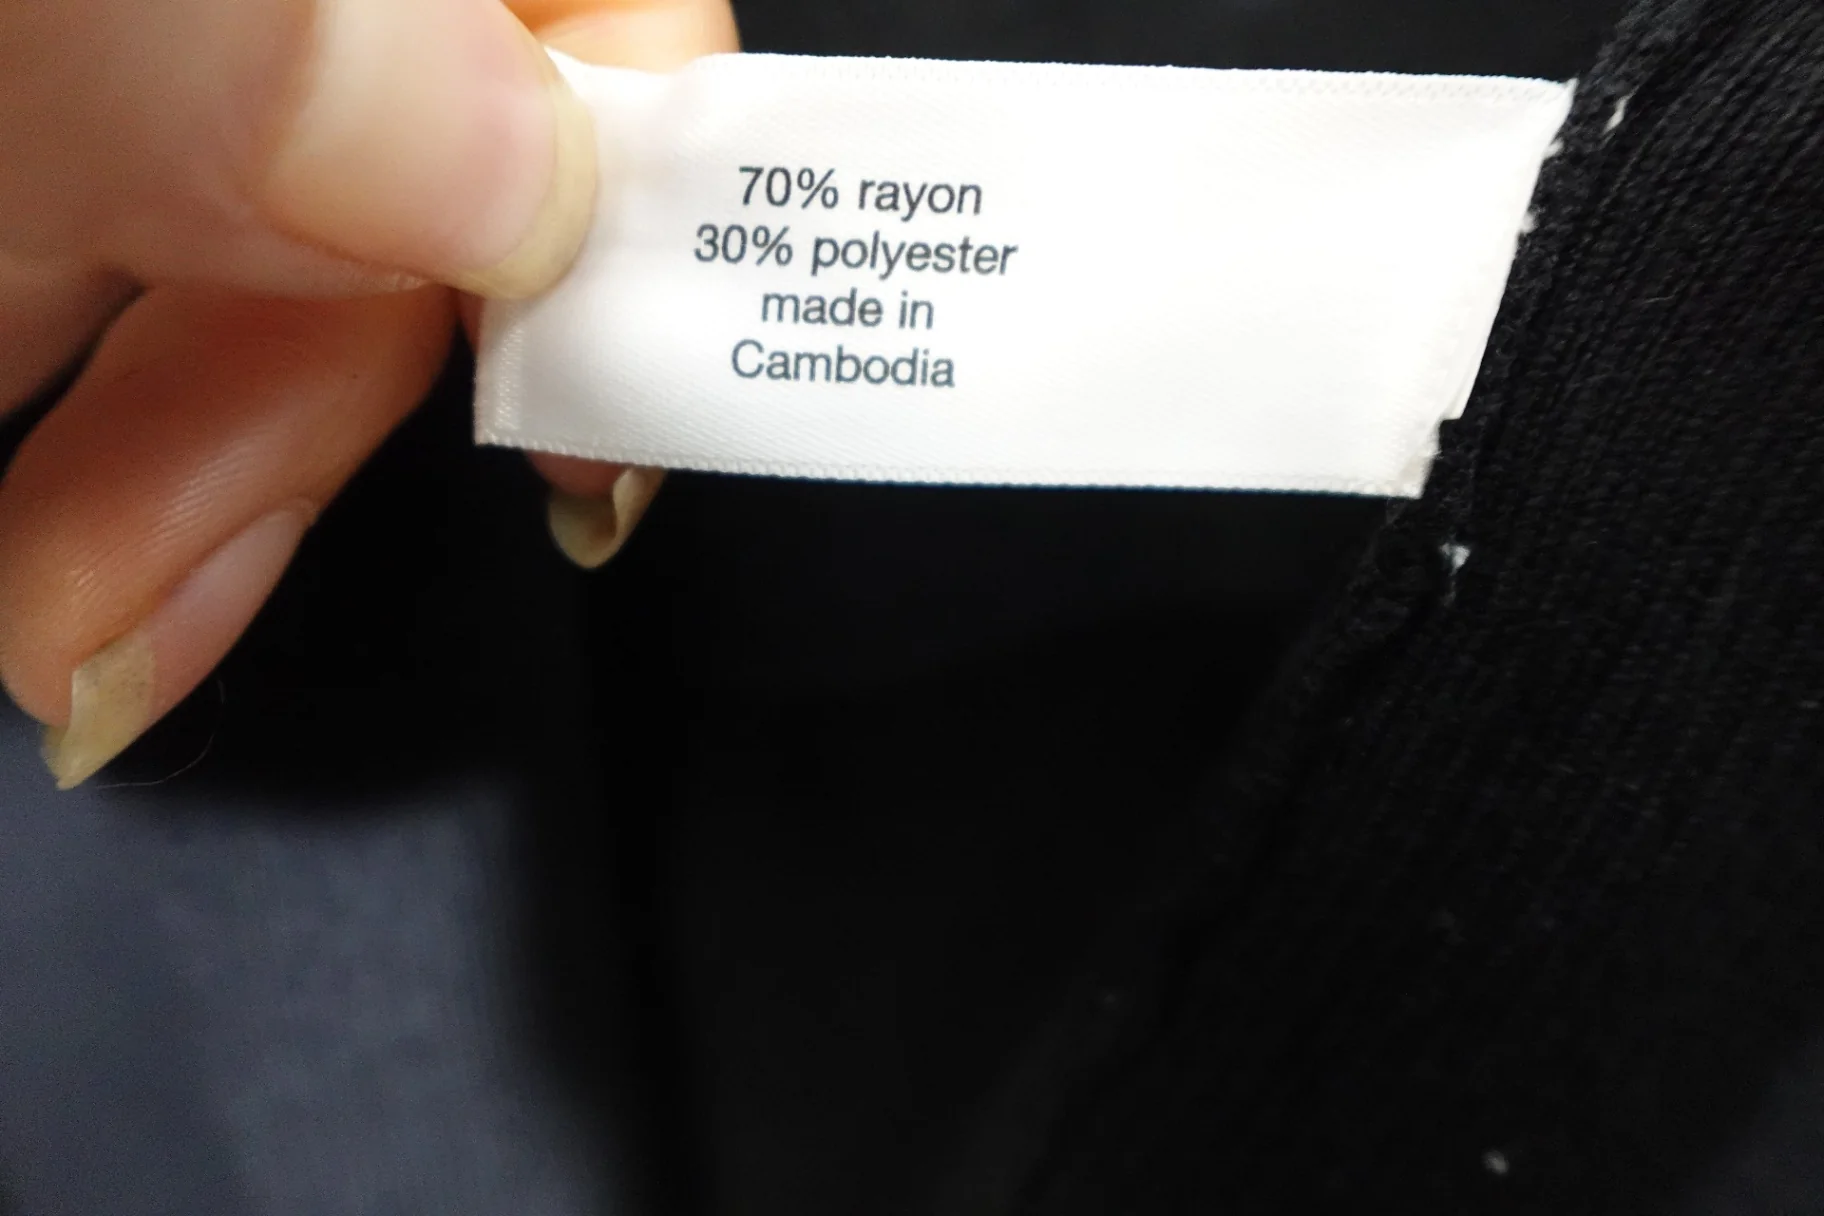 70% rayon
30% polyester
made in
Cambodia